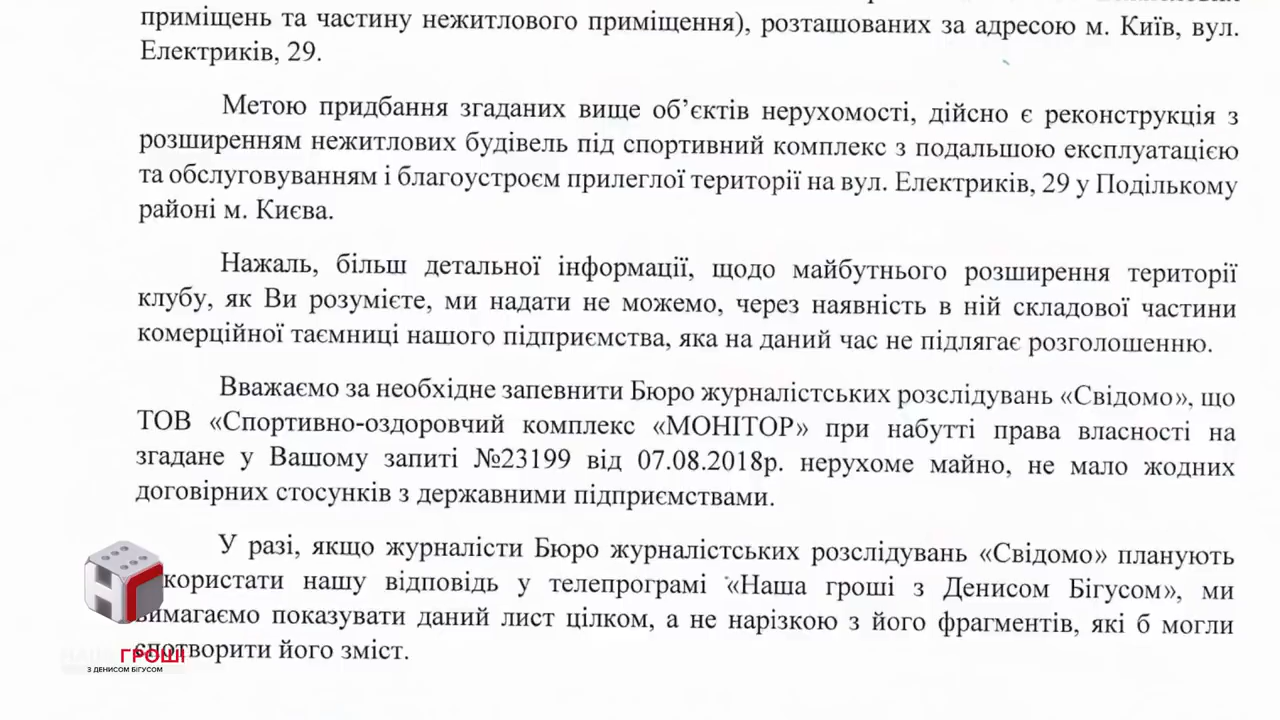 приміщень та частину нежитлового приміщення), розташованих за адресою м. Київ, вул.
Електриків, 29.
Метою придбання згаданих вище об’єктів нерухомості, дійсно є реконструкція з
розширенням нежитлових будівель під спортивний комплекс з подальшою експлуатацією
та обслуговуванням і благоустроєм прилеглої території на вул. Електриків, 29 у Подількому
районі м. Києва.
Нажаль, більш детальної інформації, щодо майбутнього розширення території
клубу, як Ви розумієте, ми надати не можемо, через наявність в ній складової частини
комерційної таємниці нашого підприємства, яка на даний час не підлягає розголошенню.
Вважаємо за необхідне запевнити Бюро журналістських розслідувань «Свідомо», що
ТОВ «Спортивно-оздоровчий комплекс «МОНІТОР» при набутті права власності на
згадане у Вашому запиті №23199 від 07.08.2018р. нерухоме майно, не мало жодних
договірних стосунків з державними підприємствами.
У разі, якщо журналісти Бюро журналістських розслідувань «Свідомо» планують
користати нашу відповідь у телепрограмі «Наша гроші з Денисом Бігусом», ми
вимагаємо показувати даний лист цілком, а не нарізкою з його фрагментів, які б могли
спотворити його зміст.
ГРОШІ
З ДЕНИСОМ БІГУСОМ